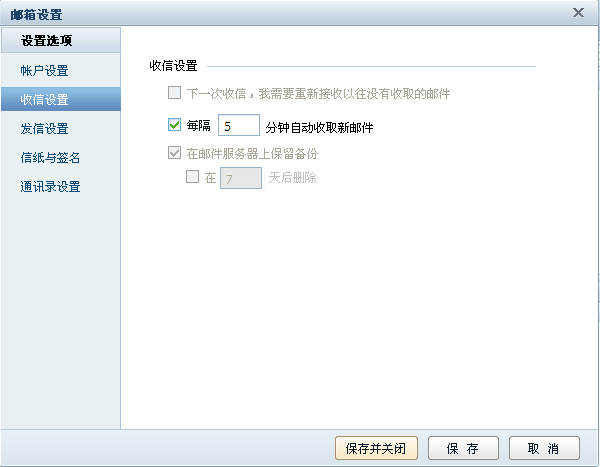 邮箱设置
设置选项
帐户设置
收信设置
发信设置
信纸与签名
通讯录设置
收信设置
下一次收信，我需要重新接收以往没有收取的邮件
每隔 5 分钟自动收取新邮件
在邮件服务器上保留备份
在 7 天后删除
保存并关闭 保 存 取 消